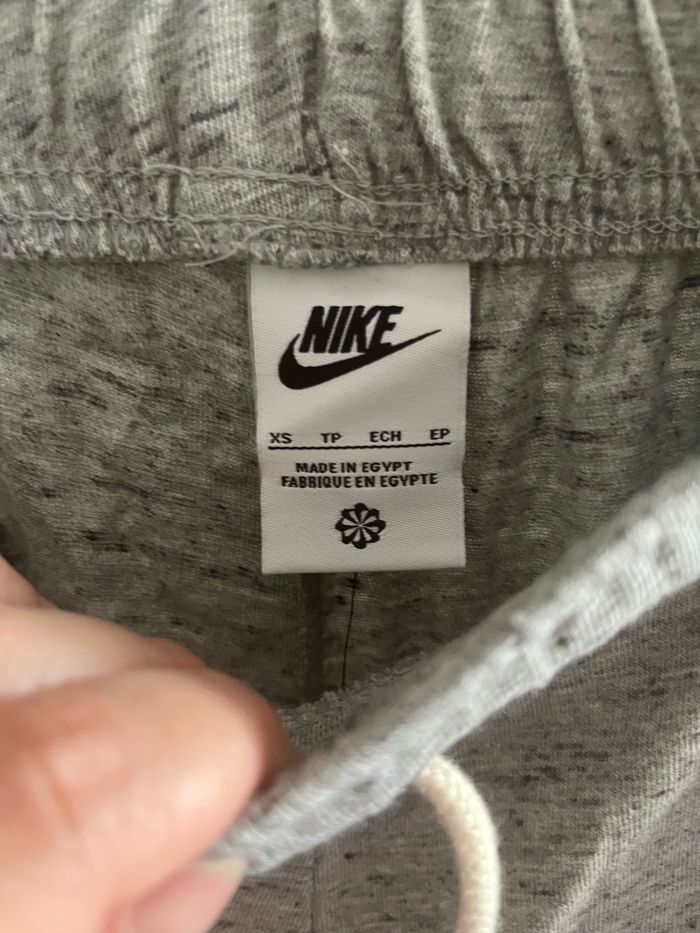 NIKE
XS TP ECH EP
MADE IN EGYPT
FABRIQUE EN EGYPTE